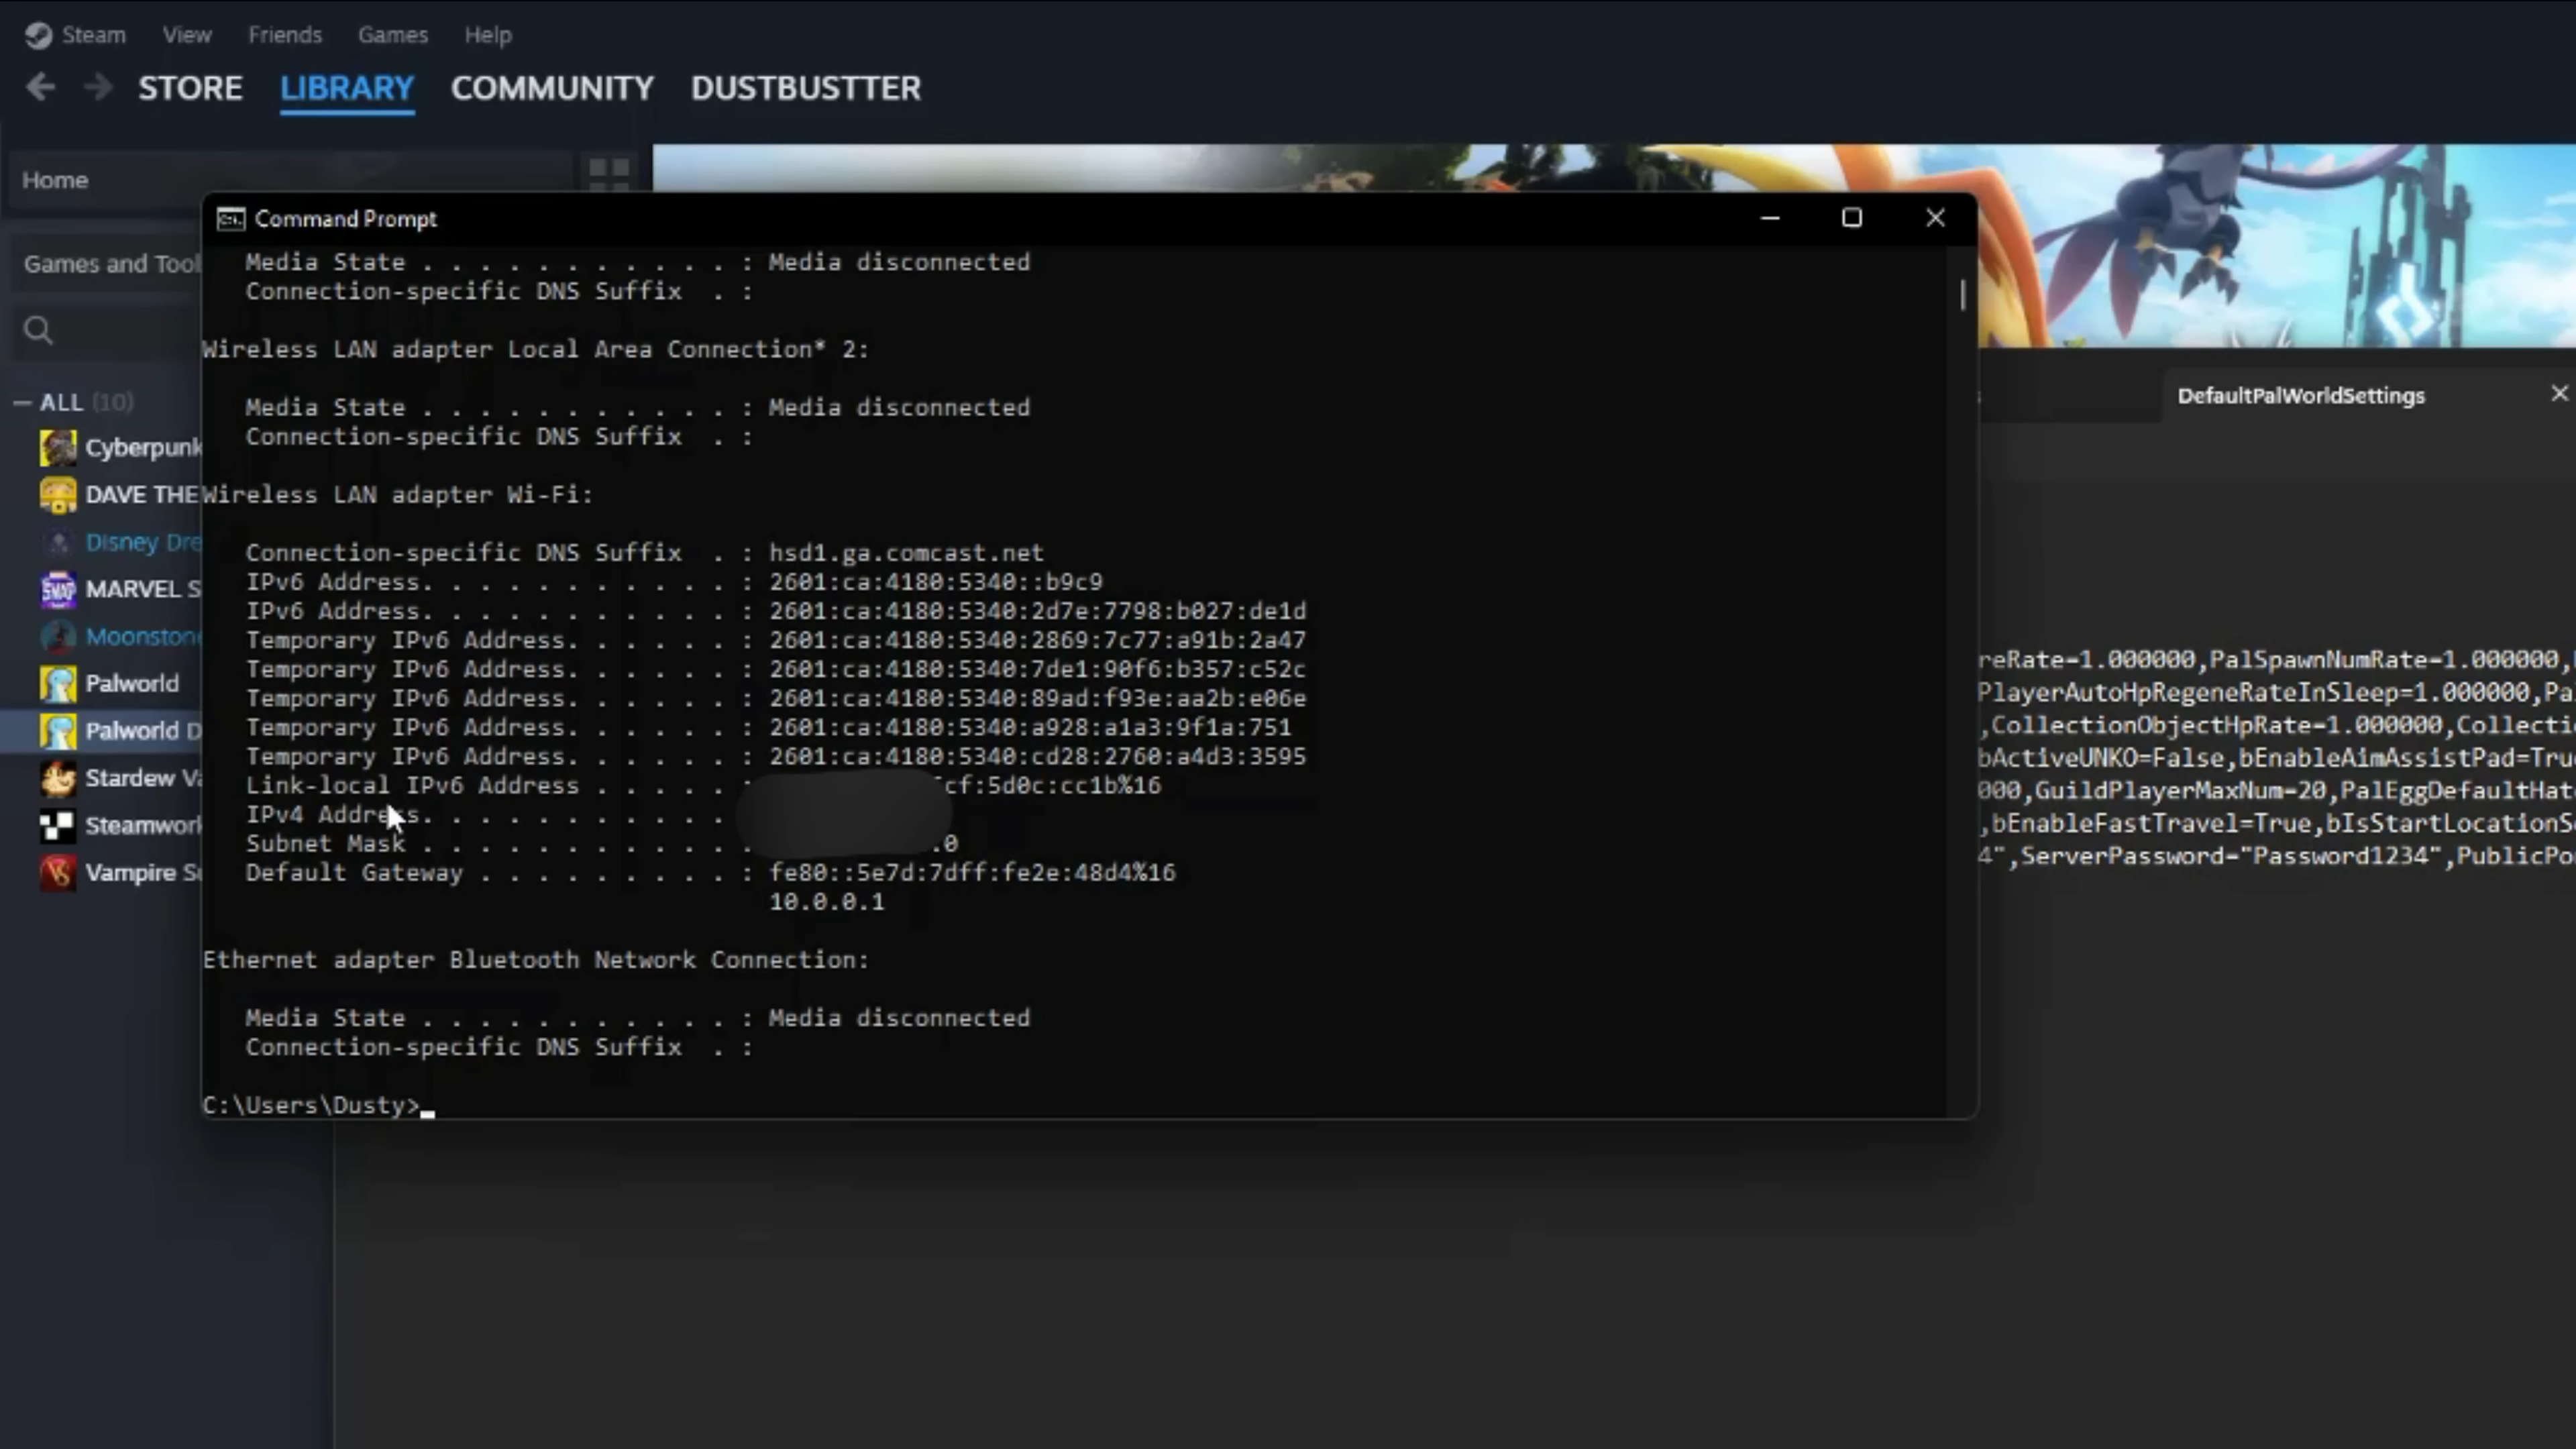 Steam View Friends Games Help
STORE LIBRARY COMMUNITY DUSTBUSTTER
Home
Command Prompt
Games and Tool
Media State . . . . . . . . . . . : Media disconnected
Connection-specific DNS Suffix . :
Wireless LAN adapter Local Area Connection* 2:
ALL (10)
DefaultPalWorldSettings
Media State . . . . . . . . . . . : Media disconnected
Connection-specific DNS Suffix . :
Cyberpunk
DAVE THE
Wireless LAN adapter Wi-Fi:
Disney Dre
Connection-specific DNS Suffix . : hsd1.ga.comcast.net
IPv6 Address. . . . . . . . . . . : 2601:ca:4180:5340::b9c9
MARVEL S
IPv6 Address. . . . . . . . . . . : 2601:ca:4180:5340:2d7e:7798:b027:de1d
Moonstone
Temporary IPv6 Address. . . . . . : 2601:ca:4180:5340:2869:7c77:a91b:2a47
Temporary IPv6 Address. . . . . . : 2601:ca:4180:5340:7de1:90f6:b357:c52c
reRate=1.000000,PalSpawnNumRate=1.000000,
Palworld
Temporary IPv6 Address. . . . . . : 2601:ca:4180:5340:89ad:f93e:aa2b:e06e
PlayerAutoHpRegeneRateInSleep=1.000000,Pa
Palworld D
Temporary IPv6 Address. . . . . . : 2601:ca:4180:5340:a928:a1a3:9f1a:751
,CollectionObjectHpRate=1.000000,Collecti
Temporary IPv6 Address. . . . . . : 2601:ca:4180:5340:cd28:2760:a4d3:3595
bActiveUNKO=False,bEnableAimAssistPad=Tru
Stardew Va
Link-local IPv6 Address . . . . . : cf:5d0c:cc1b%16
000,GuildPlayerMaxNum=20,PalEggDefaultHat
Steamwork
IPv4 Address. . . . . . . . . . .
,bEnableFastTravel=True,bIsStartLocationS
Subnet Mask . . . . . . . . . . . .0
4",ServerPassword="Password1234",PublicPo
Vampire Su
Default Gateway . . . . . . . . . : fe80::5e7d:7dff:fe2e:48d4%16
10.0.0.1
Ethernet adapter Bluetooth Network Connection:
Media State . . . . . . . . . . . : Media disconnected
Connection-specific DNS Suffix . :
C:\Users\Dusty>